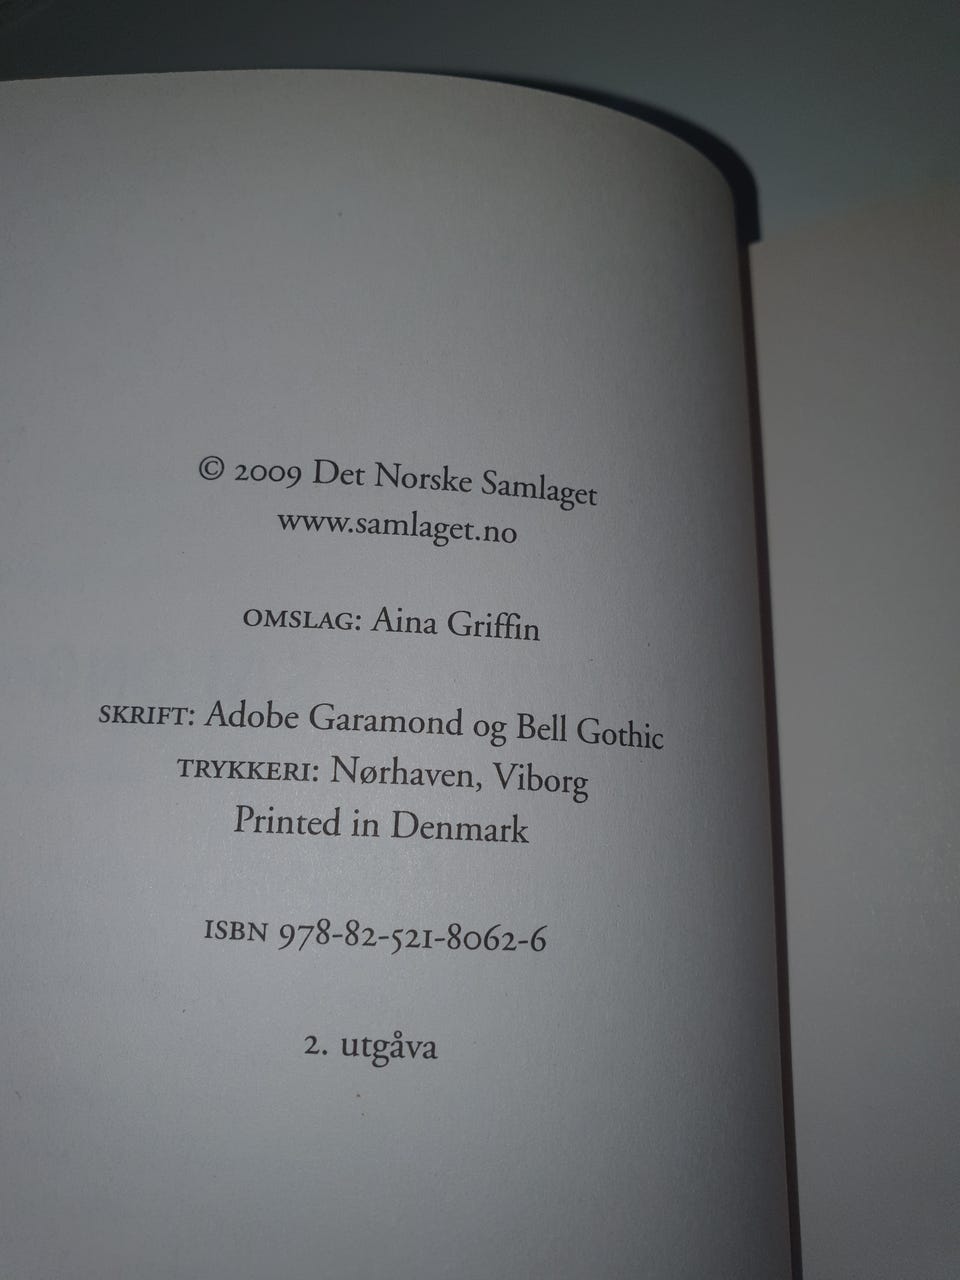 © 2009 Det Norske Samlaget
www.samlaget.no
OMSLAG: Aina Griffin
SKRIFT: Adobe Garamond og Bell Gothic
TRYKKERI: Nørhaven, Viborg
Printed in Denmark
ISBN 978-82-521-8062-6
2. utgåva